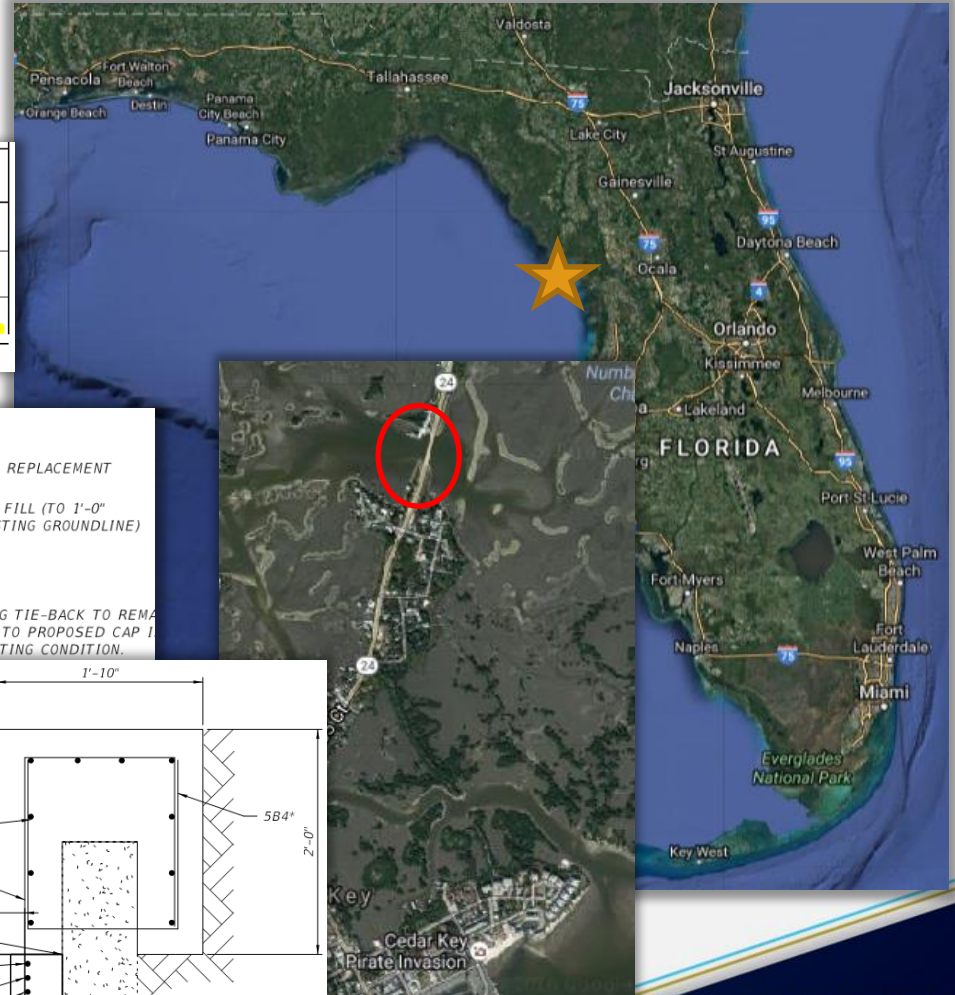 Valdosta
Pensacola
Fort Walton
Beach
Orange Beach
Destin
Panama
City Beach
Panama City
Tallahassee
75
Jacksonville
Lake City
St Augustine
Gainesville
95
75
Daytona Beach
Ocala
4
Orlando
Kissimmee
Melbourne
Lakeland
FLORIDA
95
Port St Lucie
West Palm
Beach
Fort Myers
Fort
Lauderdale
Naples
75
Miami
Everglades
National Park
Key West
24
24
Key
Cedar Key
Pirate Invasion
REPLACEMENT
FILL (TO 1'-0"
STING GROUNDLINE)
G TIE-BACK TO REMA
TO PROPOSED CAP I
TING CONDITION.
1'-10"
5B4*
2'-0"